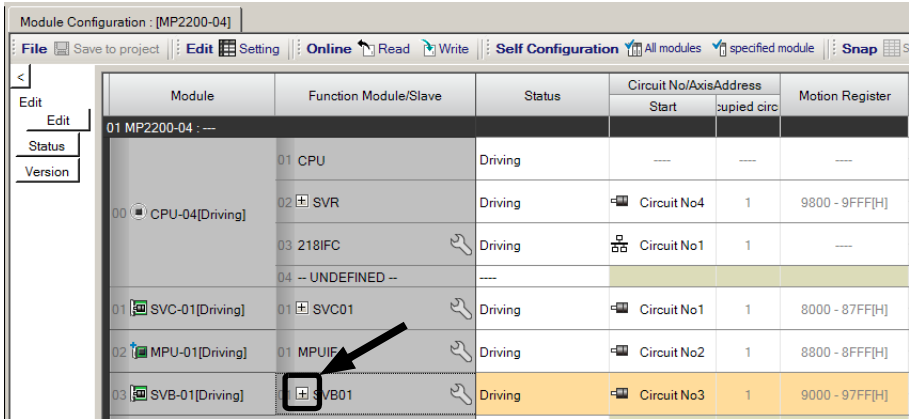 Module Configuration : [MP2200-04]
File Save to project Edit Setting Online Read Write Self Configuration All modules specified module Snap S
<
Edit
Edit
Status
Version
Module Function Module/Slave Status Circuit No/AxisAddress Motion Register
Start cupied circ
01 MP2200-04 : ---
00 CPU-04[Driving]
01 CPU Driving ---- ---- ----
02 SVR Driving Circuit No4 1 9800 - 9FFF[H]
03 218IFC Driving Circuit No1 1 ----
04 -- UNDEFINED -- ----
01 SVC-01[Driving] 01 SVC01 Driving Circuit No1 1 8000 - 87FF[H]
02 MPU-01[Driving] 01 MPUIF Driving Circuit No2 1 8800 - 8FFF[H]
03 SVB-01[Driving] 01 SVB01 Driving Circuit No3 1 9000 - 97FF[H]